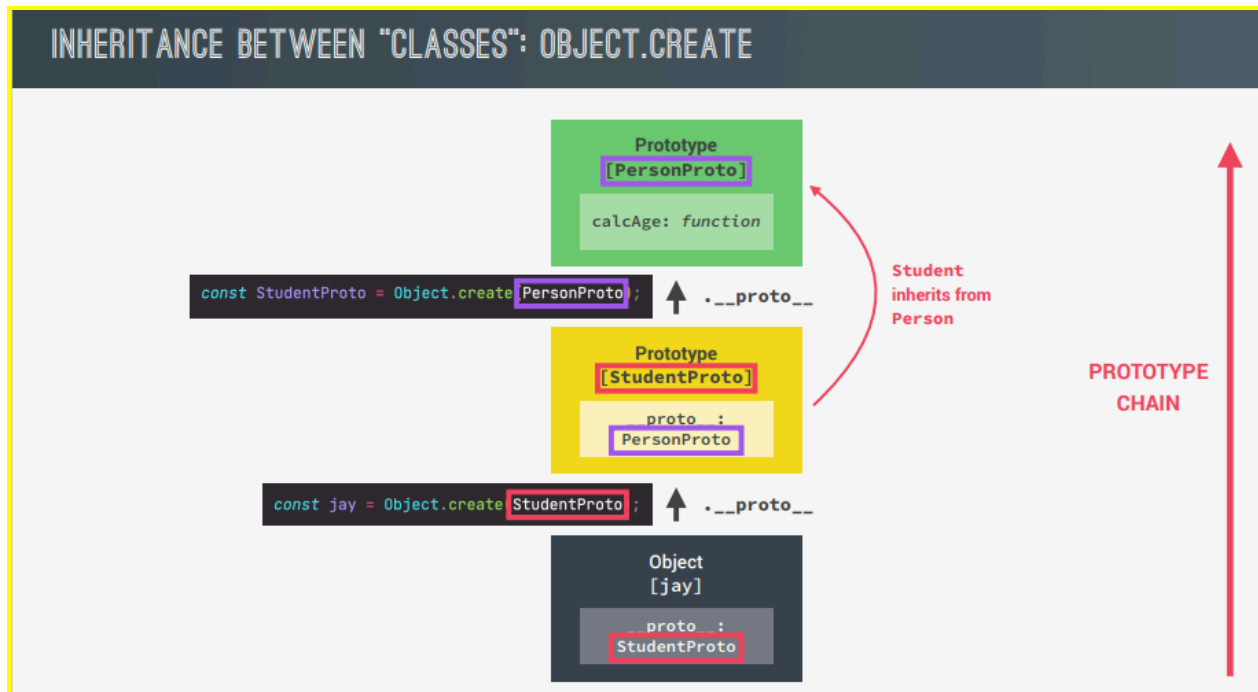 INHERITANCE BETWEEN "CLASSES": OBJECT.CREATE
Prototype
[PersonProto]
calcAge: function
const StudentProto = Object.create(PersonProto);
.__proto__
Student
inherits from
Person
Prototype
[StudentProto]
__proto__:
PersonProto
PROTOTYPE
CHAIN
const jay = Object.create(StudentProto);
.__proto__
Object
[jay]
__proto__:
StudentProto